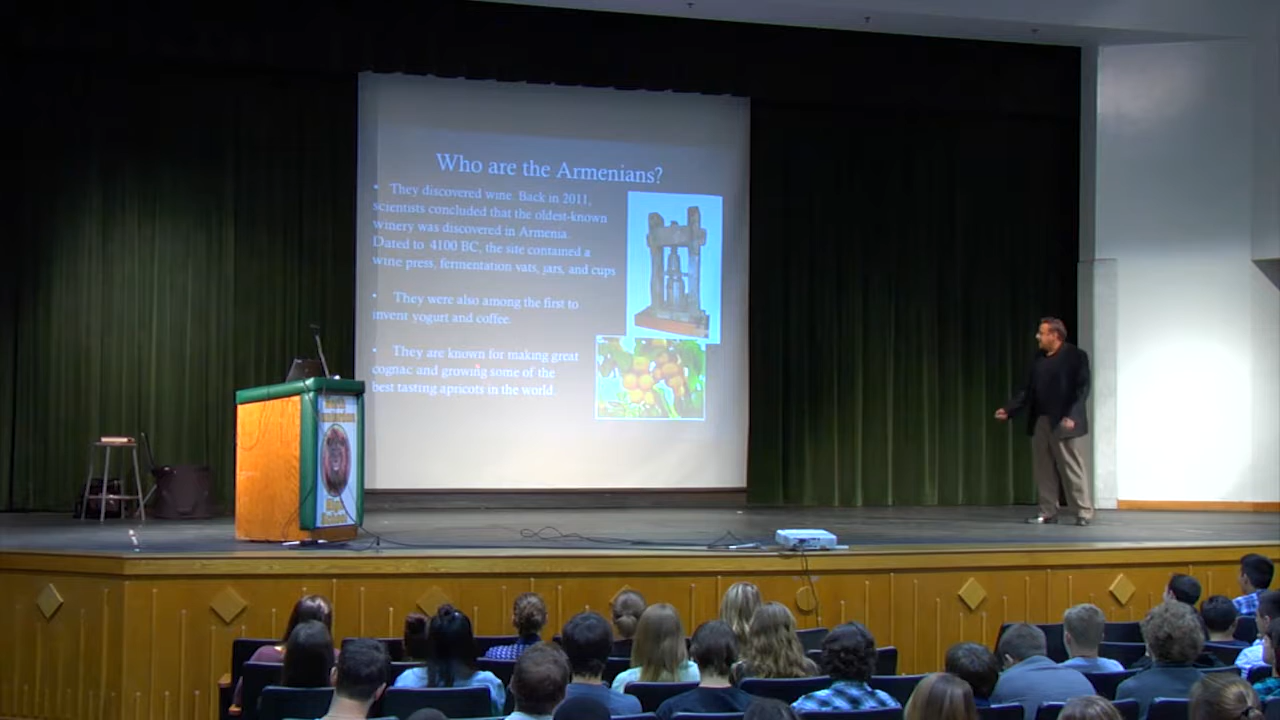 Who are the Armenians?
• They discovered wine. Back in 2011,
scientists concluded that the oldest-known
winery was discovered in Armenia.
Dated to 4100 BC, the site contained a
wine press, fermentation vats, jars, and cups
• They were also among the first to
invent yogurt and coffee.
• They are known for making great
cognac and growing some of the
best tasting apricots in the world.